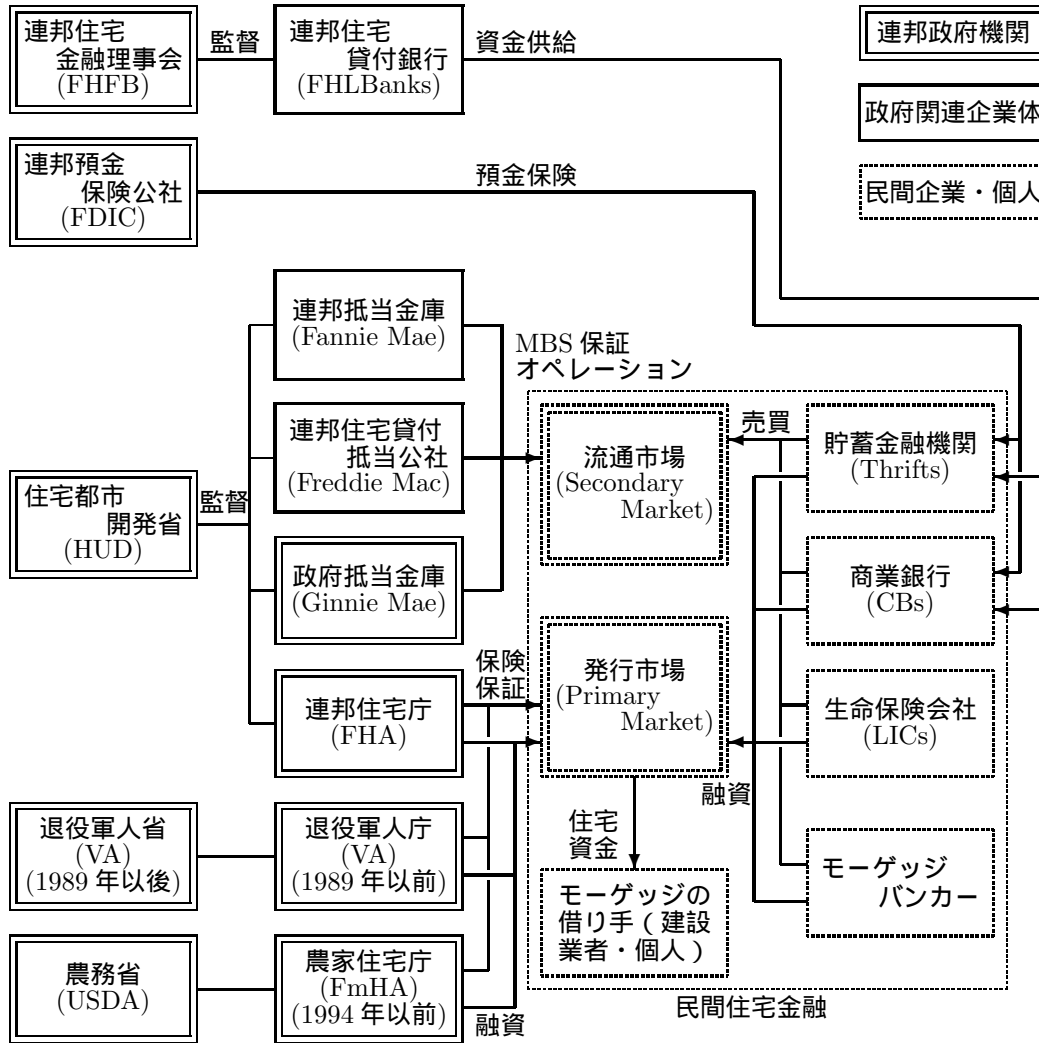 連邦住宅
金融理事会
(FHFB)
監督
連邦住宅
貸付銀行
(FHLBanks)
資金供給
連邦政府機関
政府関連企業体
民間企業・個人
連邦預金
保険公社
(FDIC)
預金保険
連邦抵当金庫
(Fannie Mae)
MBS 保証
オペレーション
連邦住宅貸付
抵当公社
(Freddie Mac)
流通市場
(Secondary
Market)
売買
貯蓄金融機関
(Thrifts)
住宅都市
開発省
(HUD)
監督
政府抵当金庫
(Ginnie Mae)
商業銀行
(CBs)
連邦住宅庁
(FHA)
保険
保証
発行市場
(Primary
Market)
生命保険会社
(LICs)
融資
退役軍人省
(VA)
(1989 年以後)
退役軍人庁
(VA)
(1989 年以前)
住宅
資金
モーゲッジの
借り手(建設
業者・個人)
モーゲッジ
バンカー
農務省
(USDA)
農家住宅庁
(FmHA)
(1994 年以前)
融資
民間住宅金融